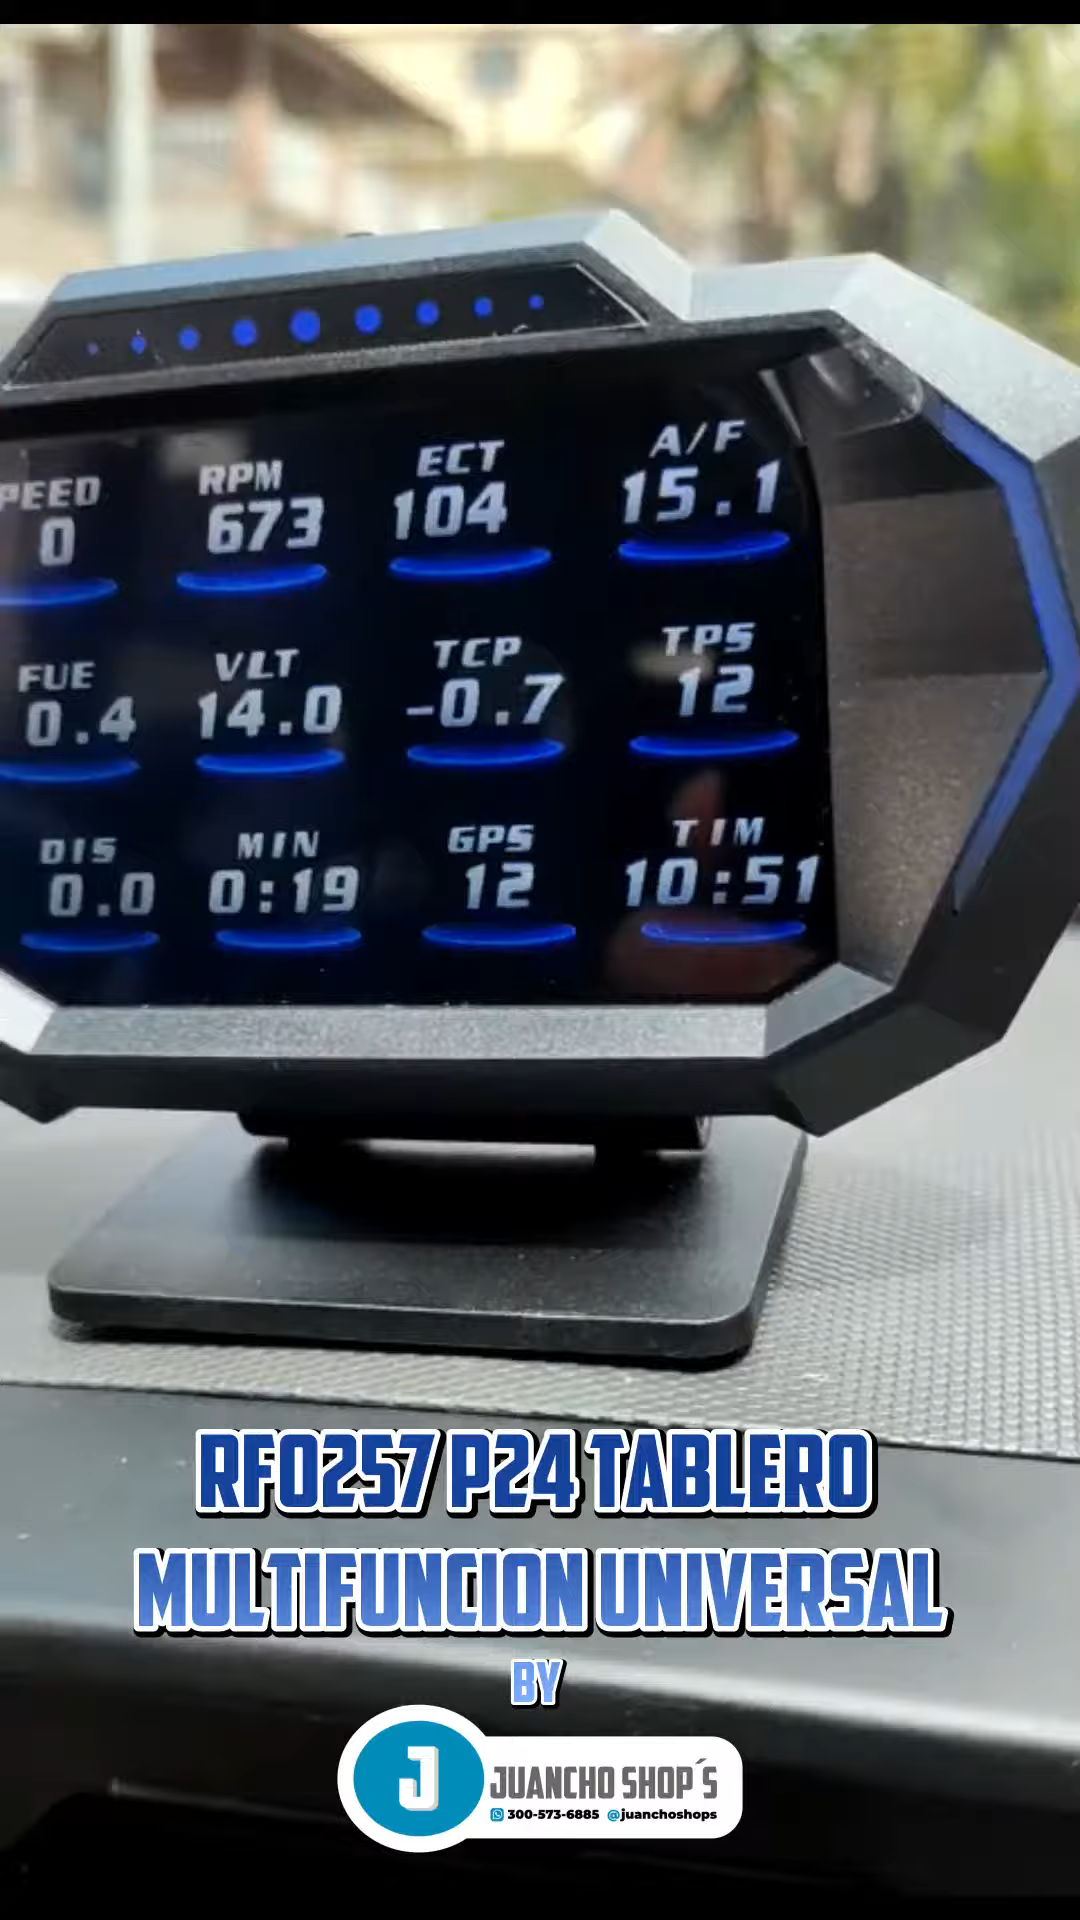 PEED RPM ECT A/F
0 673 104 15.1
FUE VLT TCP TPS
0.4 14.0 -0.7 12
DIS MIN GPS TIM
0.0 0:19 12 10:51
RFO257 P24 TABLERO
MULTIFUNCION UNIVERSAL
BY
J JUANCHO SHOP´S
300-573-6885 @juanchoshops